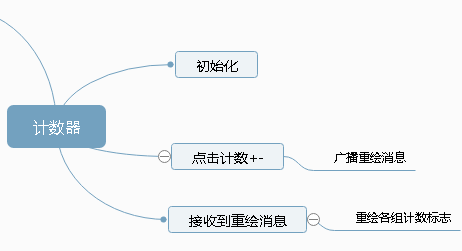 初始化
计数器
点击计数+-
广播重绘消息
接收到重绘消息
重绘各组计数标志